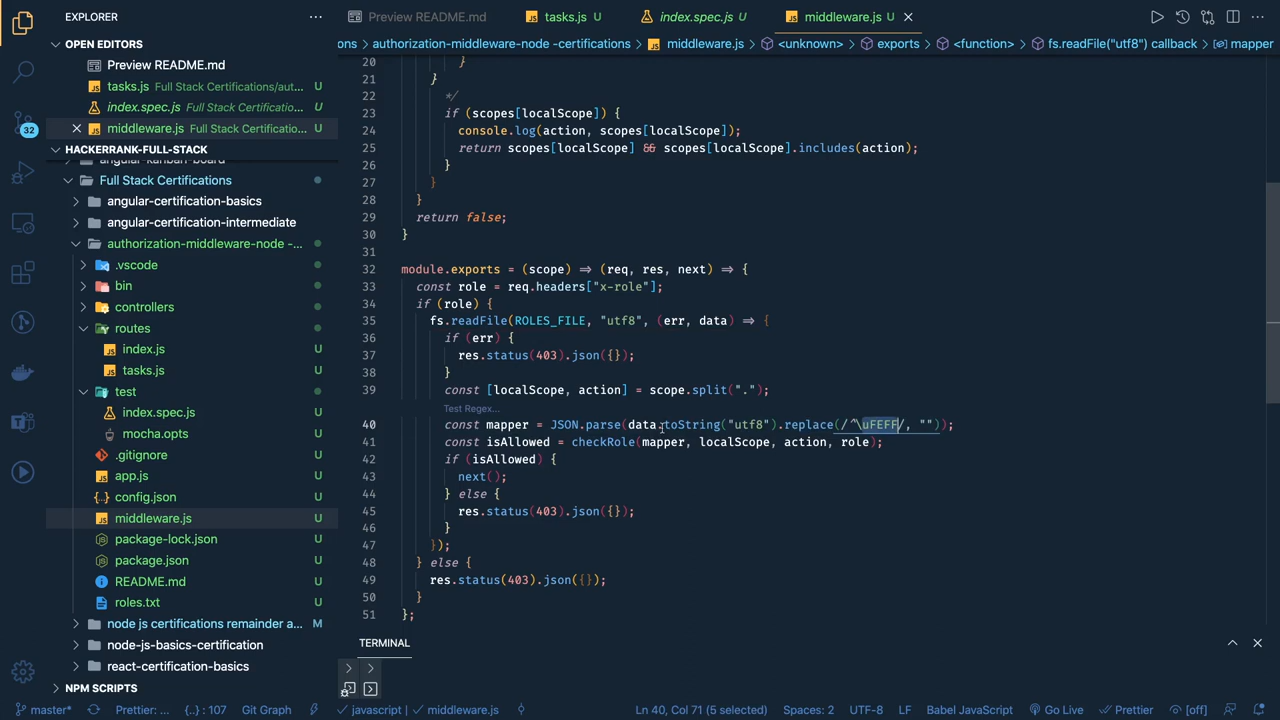 EXPLORER
Preview README.md
tasks.js U
index.spec.js U
middleware.js U
OPEN EDITORS
ons > authorization-middleware-node -certifications > middleware.js > <unknown> > exports > <function> > fs.readFile("utf8") callback > mapper
Preview README.md
tasks.js Full Stack Certifications/aut... U
index.spec.js Full Stack Certificatio... U
middleware.js Full Stack Certificatio... U
HACKERRANK-FULL-STACK
angular-kanban-board
Full Stack Certifications
angular-certification-basics
angular-certification-intermediate
authorization-middleware-node -...
.vscode
bin
controllers
routes
index.js U
tasks.js U
test
index.spec.js U
mocha.opts U
.gitignore U
app.js U
config.json U
middleware.js U
package-lock.json U
package.json U
README.md U
roles.txt U
node js certifications remainder a... M
node-js-basics-certification
react-certification-basics
NPM SCRIPTS
32
20 }
21 }
22 */
23 if (scopes[localScope]) {
24 console.log(action, scopes[localScope]);
25 return scopes[localScope] && scopes[localScope].includes(action);
26 }
27 }
28 }
29 return false;
30 }
31
32 module.exports = (scope) => (req, res, next) => {
33 const role = req.headers["x-role"];
34 if (role) {
35 fs.readFile(ROLES_FILE, "utf8", (err, data) => {
36 if (err) {
37 res.status(403).json({});
38 }
39 const [localScope, action] = scope.split(".");
Test Regex...
40 const mapper = JSON.parse(data.toString("utf8").replace(/^\uFEFF/, ""));
41 const isAllowed = checkRole(mapper, localScope, action, role);
42 if (isAllowed) {
43 next();
44 } else {
45 res.status(403).json({});
46 }
47 });
48 } else {
49 res.status(403).json({});
50 }
51 };
TERMINAL
master* Prettier: ... {..} : 107 Git Graph javascript | middleware.js Ln 40, Col 71 (5 selected) Spaces: 2 UTF-8 LF Babel JavaScript Go Live Prettier [off]